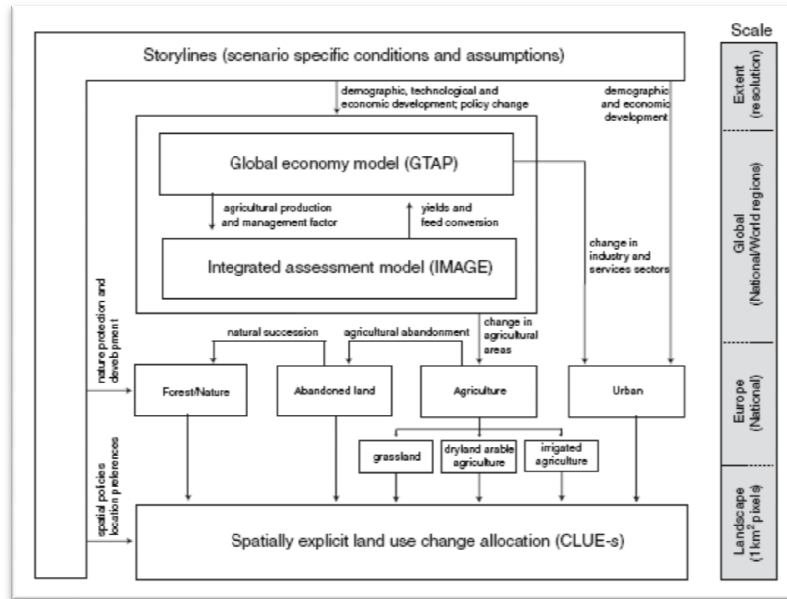 Scale
Storylines (scenario specific conditions and assumptions)
demographic, technological and
economic development; policy change
demographic
and economic
development
Global economy model (GTAP)
agricultural production
and management factor
yields and
feed conversion
Integrated assessment model (IMAGE)
change in
industry and
services sectors
nature protection and
development
natural succession
agricultural abandonment
change in
agricultural
areas
Forest/Nature
Abandoned land
Agriculture
Urban
grassland
dryland arable
agriculture
irrigated
agriculture
spatial policies
location preferences
Spatially explicit land use change allocation (CLUE-s)
Extent
(resolution)
Global
(National/World regions)
Europe
(National)
Landscape
(1 km² pixels)